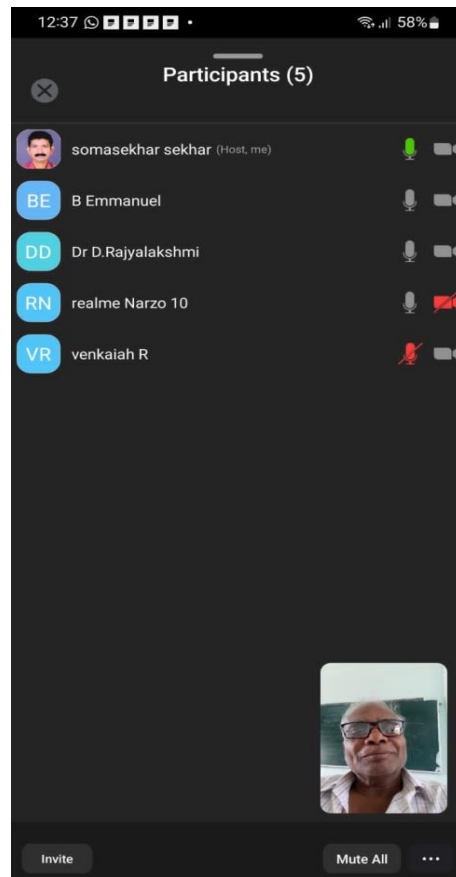 12:37 58%
Participants (5)
somasekhar sekhar (Host, me)
BE B Emmanuel
DD Dr D.Rajyalakshmi
RN realme Narzo 10
VR venkaiah R
Invite Mute All